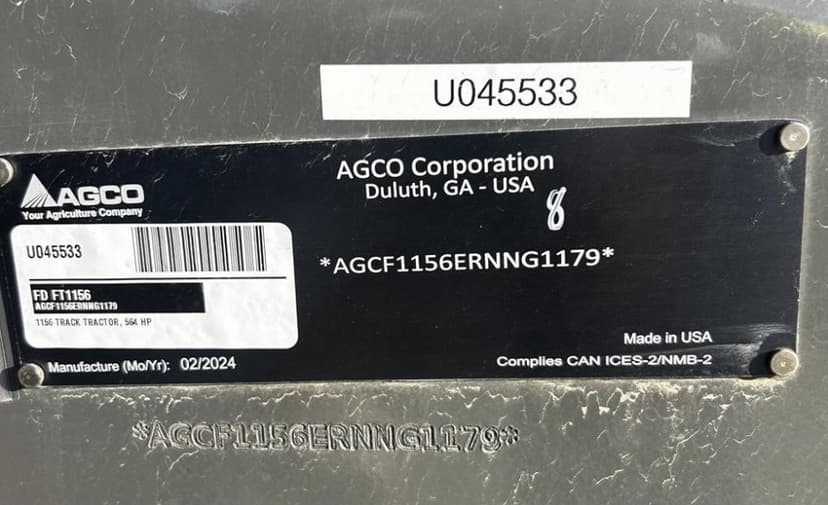 U045533
AGCO Corporation
Duluth, GA - USA
8
AGCO
Your Agriculture Company
U045533
*AGCF1156ERNNG1179*
FD FT1156
AGCF1156ERNNG1179
1156 TRACK TRACTOR, 564 HP
Made in USA
Manufacture (Mo/Yr): 02/2024
Complies CAN ICES-2/NMB-2
*AGCF1156ERNNG1179*